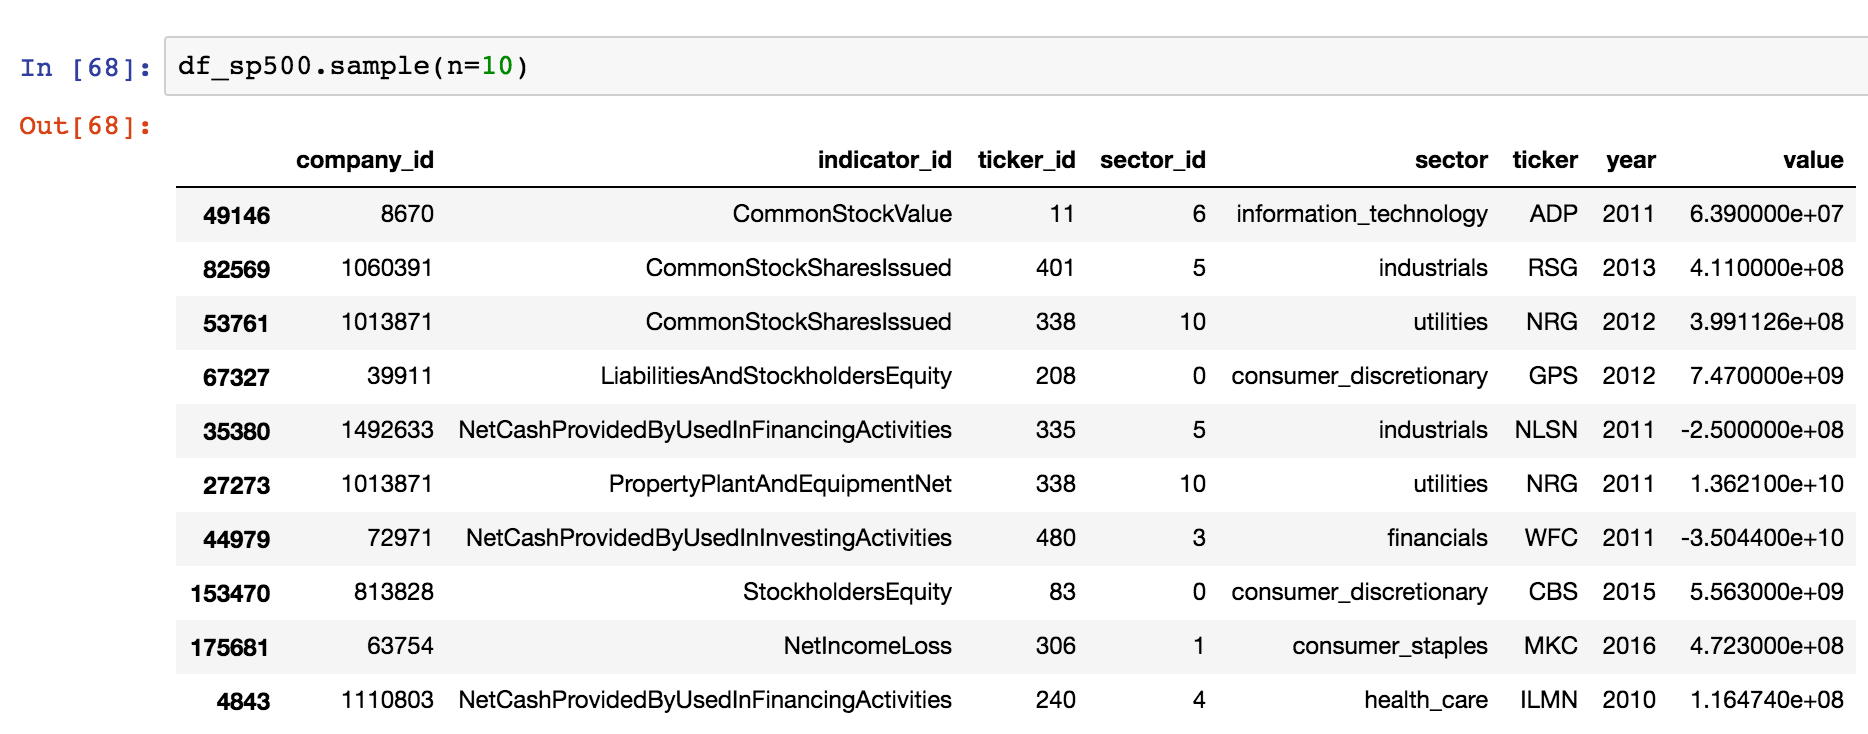 In [68]: df_sp500.sample(n=10)
Out[68]:
company_id indicator_id ticker_id sector_id sector ticker year value
49146 8670 CommonStockValue 11 6 information_technology ADP 2011 6.390000e+07
82569 1060391 CommonStockSharesIssued 401 5 industrials RSG 2013 4.110000e+08
53761 1013871 CommonStockSharesIssued 338 10 utilities NRG 2012 3.991126e+08
67327 39911 LiabilitiesAndStockholdersEquity 208 0 consumer_discretionary GPS 2012 7.470000e+09
35380 1492633 NetCashProvidedByUsedInFinancingActivities 335 5 industrials NLSN 2011 -2.500000e+08
27273 1013871 PropertyPlantAndEquipmentNet 338 10 utilities NRG 2011 1.362100e+10
44979 72971 NetCashProvidedByUsedInInvestingActivities 480 3 financials WFC 2011 -3.504400e+10
153470 813828 StockholdersEquity 83 0 consumer_discretionary CBS 2015 5.563000e+09
175681 63754 NetIncomeLoss 306 1 consumer_staples MKC 2016 4.723000e+08
4843 1110803 NetCashProvidedByUsedInFinancingActivities 240 4 health_care ILMN 2010 1.164740e+08